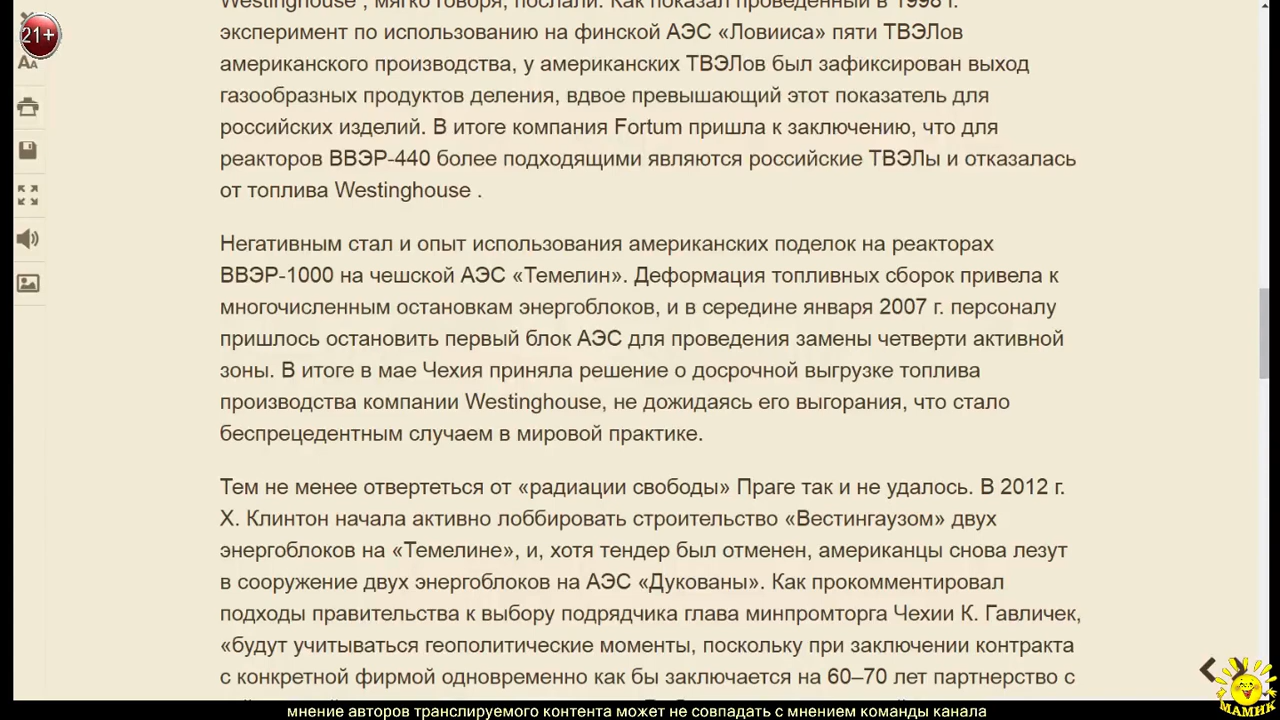 Westinghouse , мягко говоря, послали. Как показал проведенный в 1998 г.
21+
эксперимент по использованию на финской АЭС «Ловииса» пяти ТВЭЛов
американского производства, у американских ТВЭЛов был зафиксирован выход
газообразных продуктов деления, вдвое превышающий этот показатель для
российских изделий. В итоге компания Fortum пришла к заключению, что для
реакторов ВВЭР-440 более подходящими являются российские ТВЭЛы и отказалась
от топлива Westinghouse .
Негативным стал и опыт использования американских поделок на реакторах
ВВЭР-1000 на чешской АЭС «Темелин». Деформация топливных сборок привела к
многочисленным остановкам энергоблоков, и в середине января 2007 г. персоналу
пришлось остановить первый блок АЭС для проведения замены четверти активной
зоны. В итоге в мае Чехия приняла решение о досрочной выгрузке топлива
производства компании Westinghouse, не дожидаясь его выгорания, что стало
беспрецедентным случаем в мировой практике.
Тем не менее отвертеться от «радиации свободы» Праге так и не удалось. В 2012 г.
Х. Клинтон начала активно лоббировать строительство «Вестингаузом» двух
энергоблоков на «Темелине», и, хотя тендер был отменен, американцы снова лезут
в сооружение двух энергоблоков на АЭС «Дукованы». Как прокомментировал
подходы правительства к выбору подрядчика глава минпромторга Чехии К. Гавличек,
«будут учитываться геополитические моменты, поскольку при заключении контракта
с конкретной фирмой одновременно как бы заключается на 60–70 лет партнерство с
МАМИК
мнение авторов транслируемого контента может не совпадать с мнением команды канала